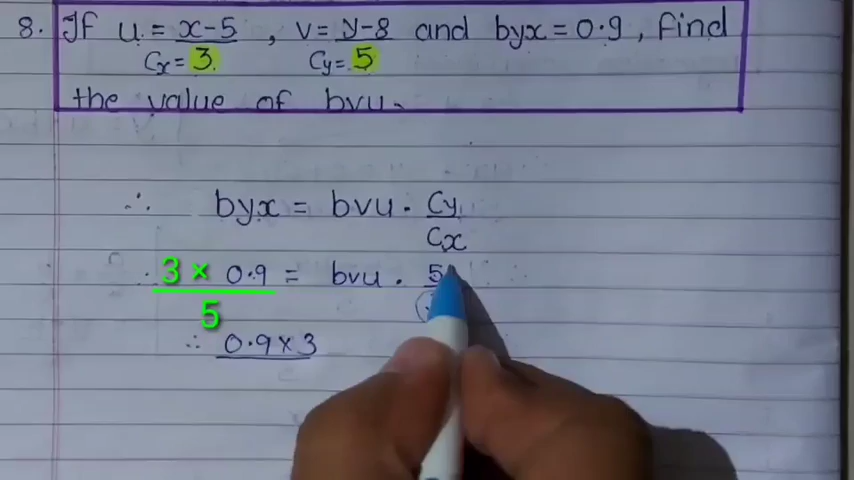 8. If u = x-5 , v = y-8 and byx = 0.9, find
Cx = 3 Cy = 5
the value of bvu.
∴ byx = bvu . Cy
Cx
3 × 0.9 = bvu . 5
5
∴ 0.9 × 3